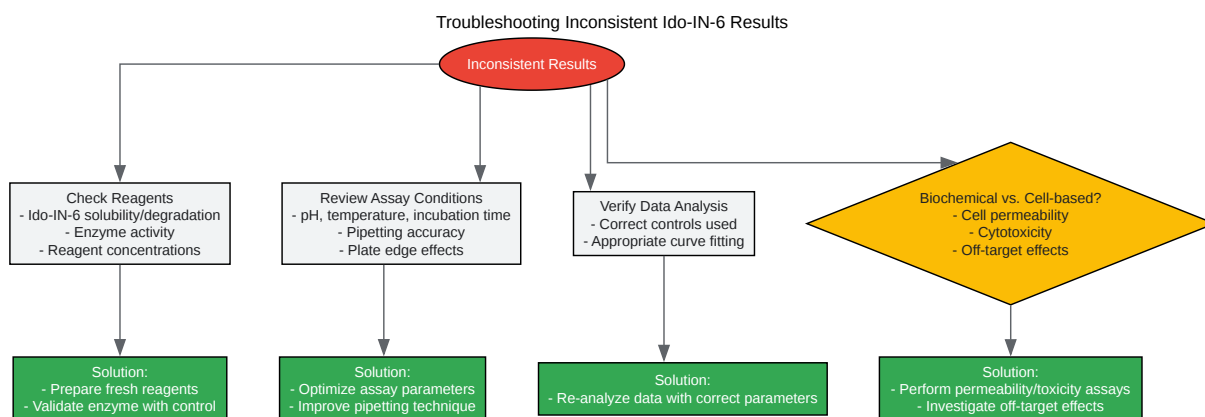 Troubleshooting Inconsistent Ido-IN-6 Results
Inconsistent Results
Check Reagents
- Ido-IN-6 solubility/degradation
- Enzyme activity
- Reagent concentrations
Review Assay Conditions
- pH, temperature, incubation time
- Pipetting accuracy
- Plate edge effects
Verify Data Analysis
- Correct controls used
- Appropriate curve fitting
Biochemical vs. Cell-based?
- Cell permeability
- Cytotoxicity
- Off-target effects
Solution:
- Prepare fresh reagents
- Validate enzyme with control
Solution:
- Optimize assay parameters
- Improve pipetting technique
Solution:
- Re-analyze data with correct parameters
Solution:
- Perform permeability/toxicity assays
- Investigate off-target effects